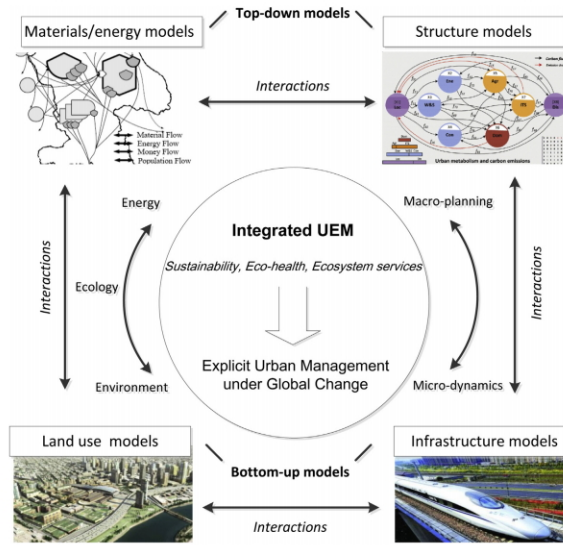 Top-down models
Materials/energy models
Structure models
Interactions
Material Flow
Energy Flow
Money Flow
Population Flow
Urban metabolism and carbon emissions
Energy
Macro-planning
Integrated UEM
Sustainability, Eco-health, Ecosystem services
Interactions
Ecology
Interactions
Explicit Urban Management
under Global Change
Environment
Micro-dynamics
Land use models
Infrastructure models
Bottom-up models
Interactions